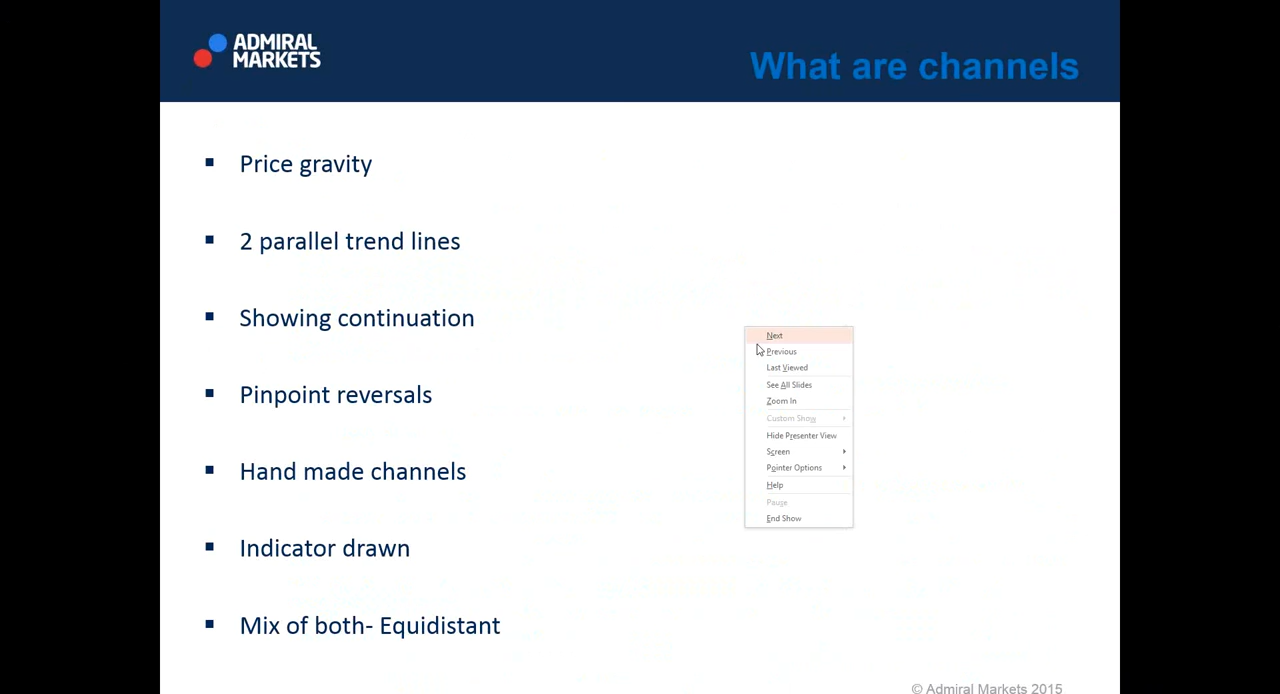 ADMIRAL
MARKETS
What are channels
Price gravity
2 parallel trend lines
Showing continuation
Pinpoint reversals
Hand made channels
Indicator drawn
Mix of both- Equidistant
Next
Previous
Last Viewed
See All Slides
Zoom In
Custom Show
Hide Presenter View
Screen
Pointer Options
Help
Pause
End Show
© Admiral Markets 2015